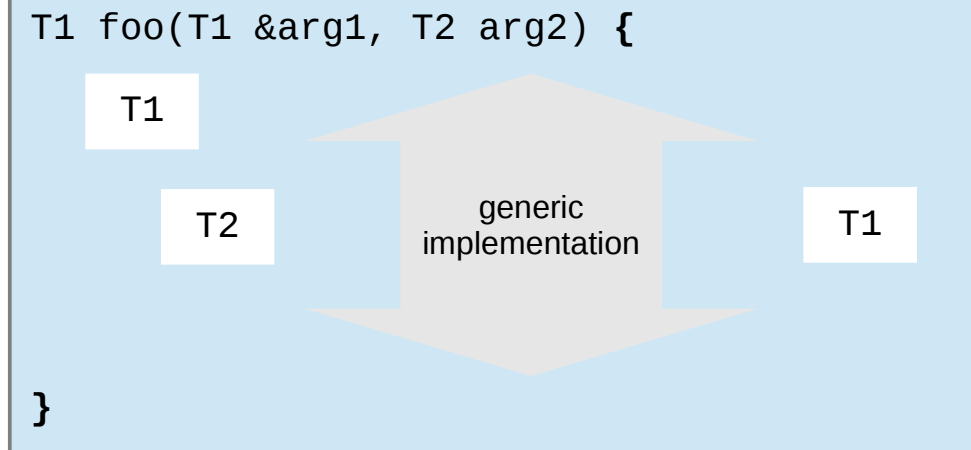 T1 foo(T1 &arg1, T2 arg2) {
T1
T2
generic
implementation
T1
}